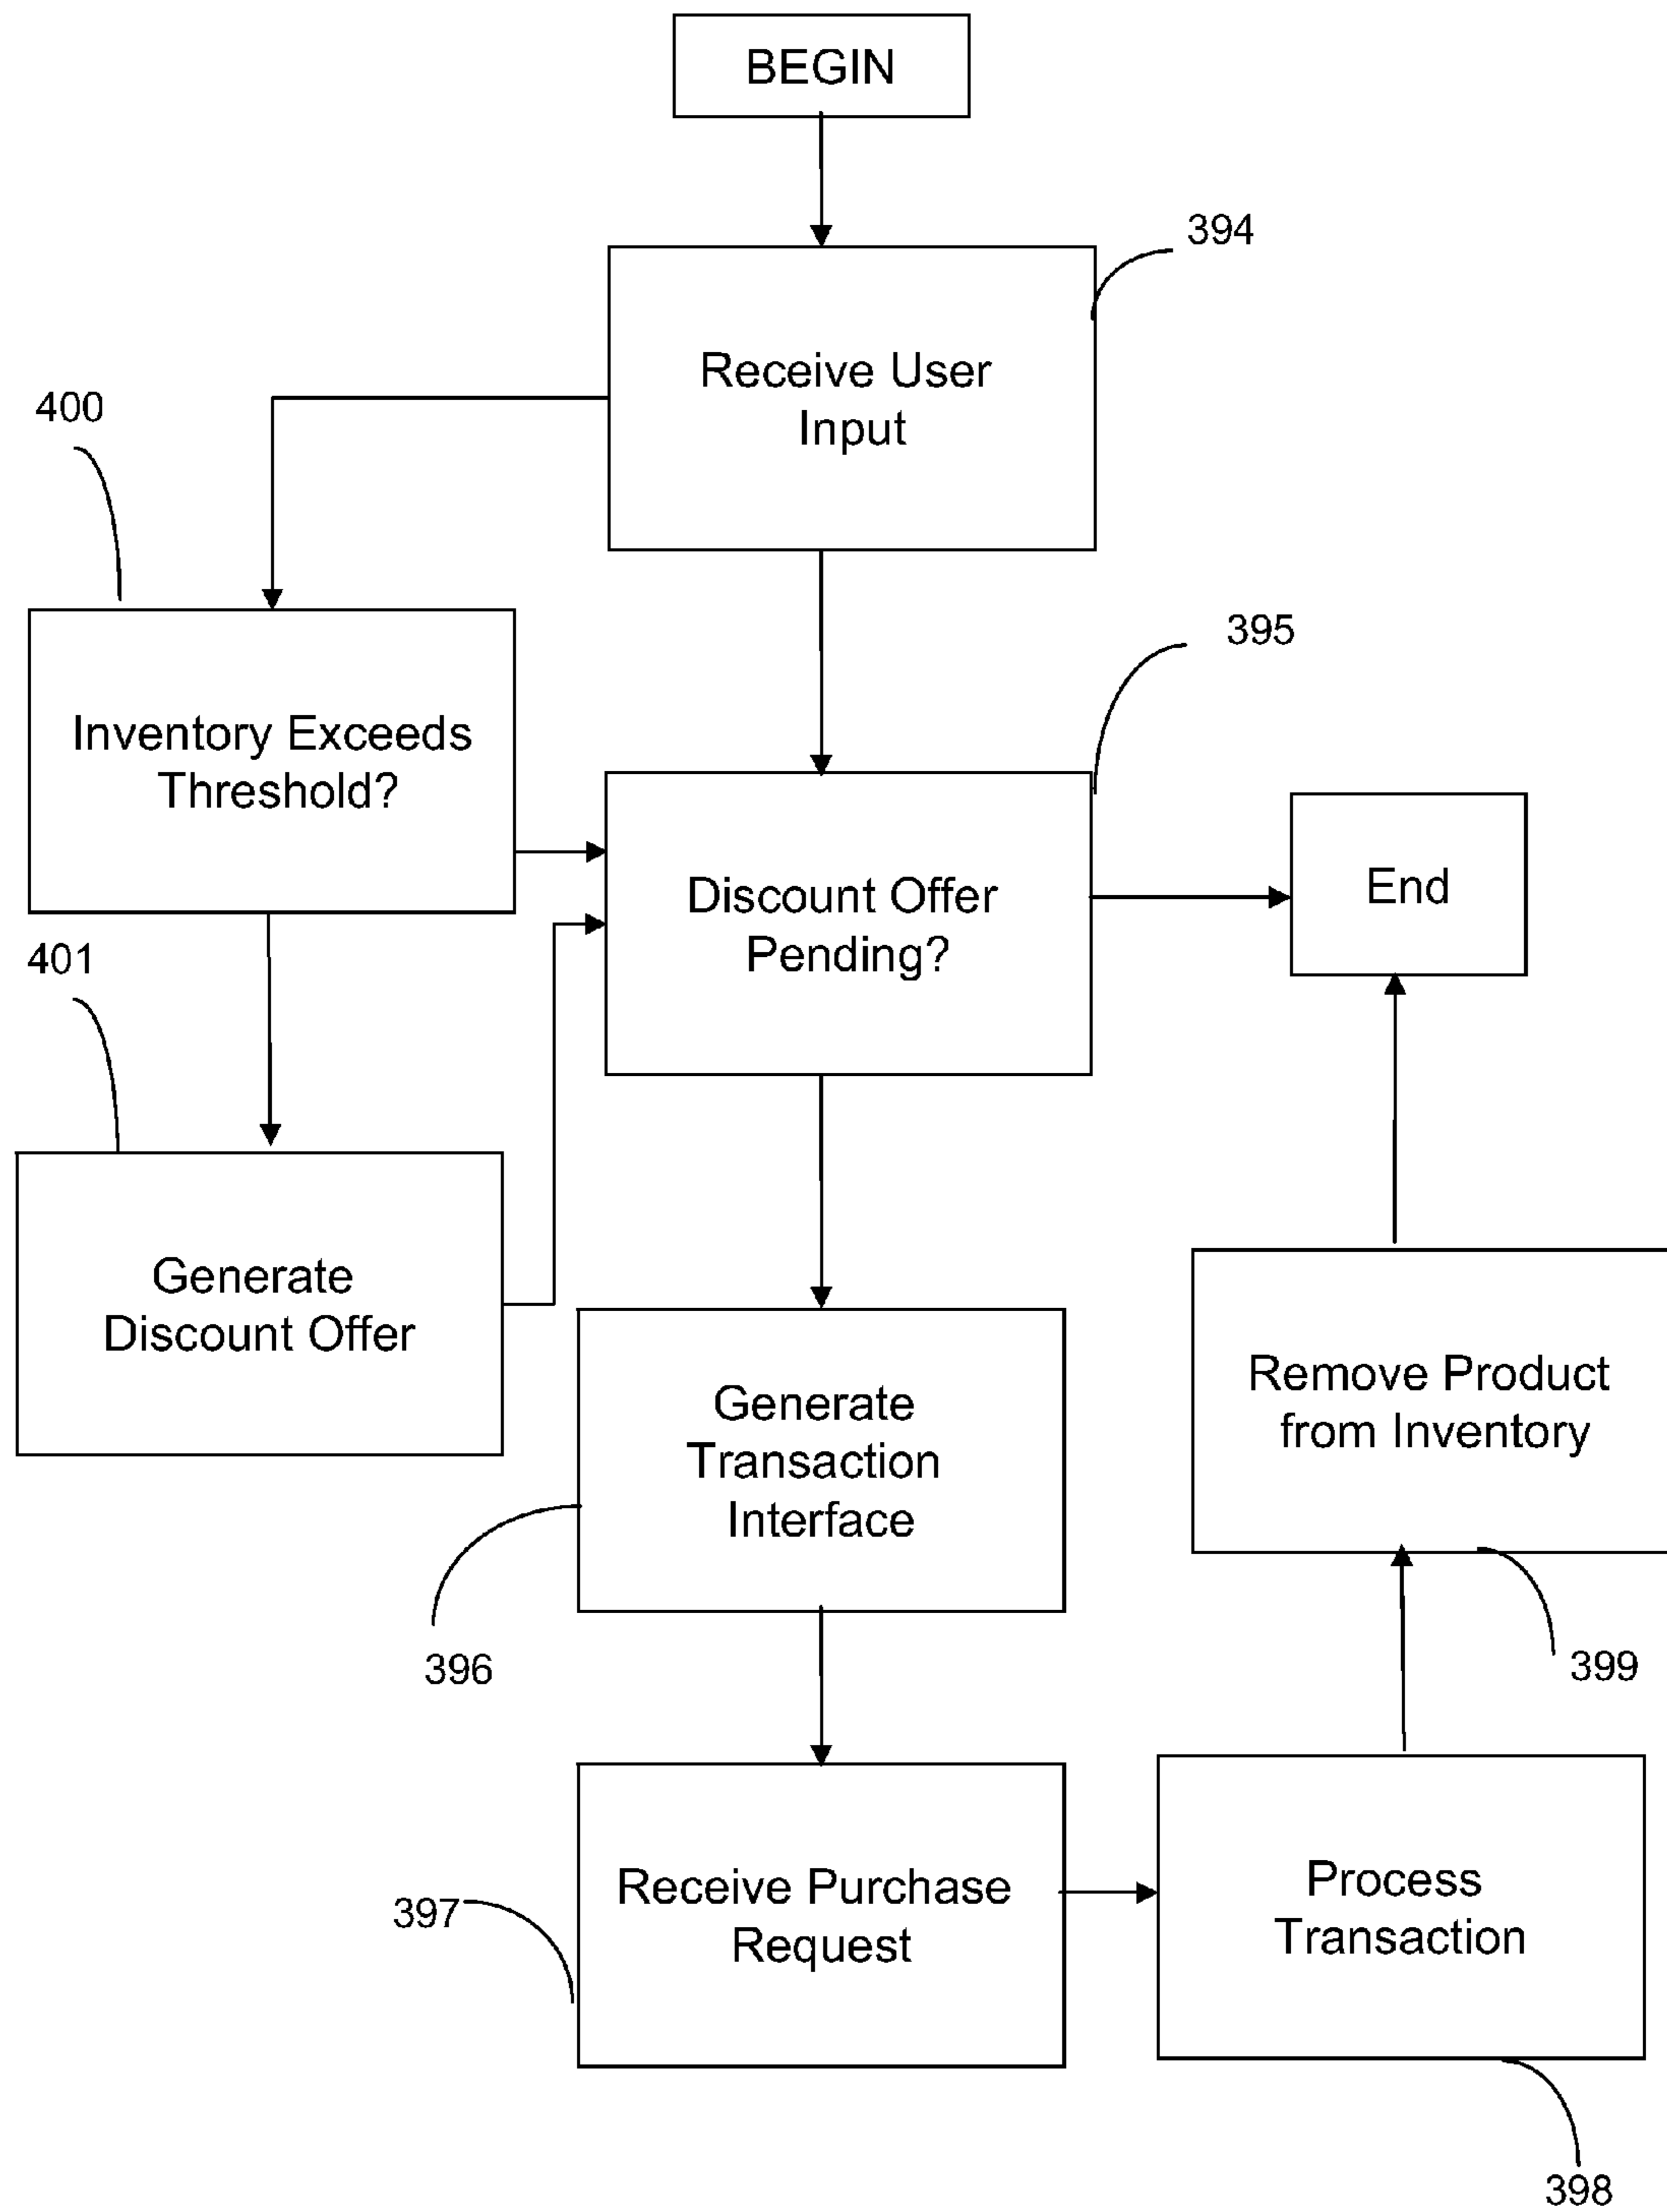 BEGIN
394
Receive User
Input
400
Inventory Exceeds
Threshold?
395
Discount Offer
Pending?
End
401
Generate
Discount Offer
Generate
Transaction
Interface
396
Remove Product
from Inventory
399
Receive Purchase
Request
397
Process
Transaction
398